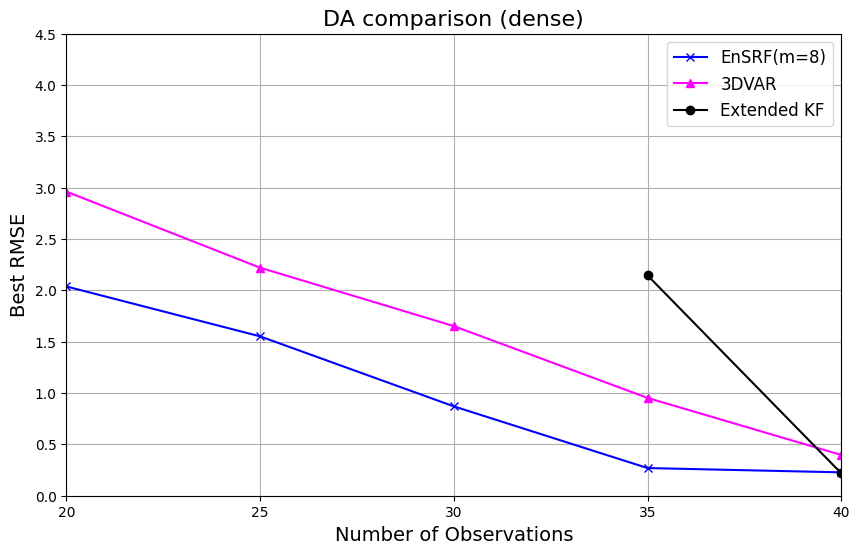 DA comparison (dense)
4.5
4.0
3.5
3.0
2.5
2.0
1.5
1.0
0.5
0.0
Best RMSE
EnSRF(m=8)
3DVAR
Extended KF
20 25 30 35 40
Number of Observations